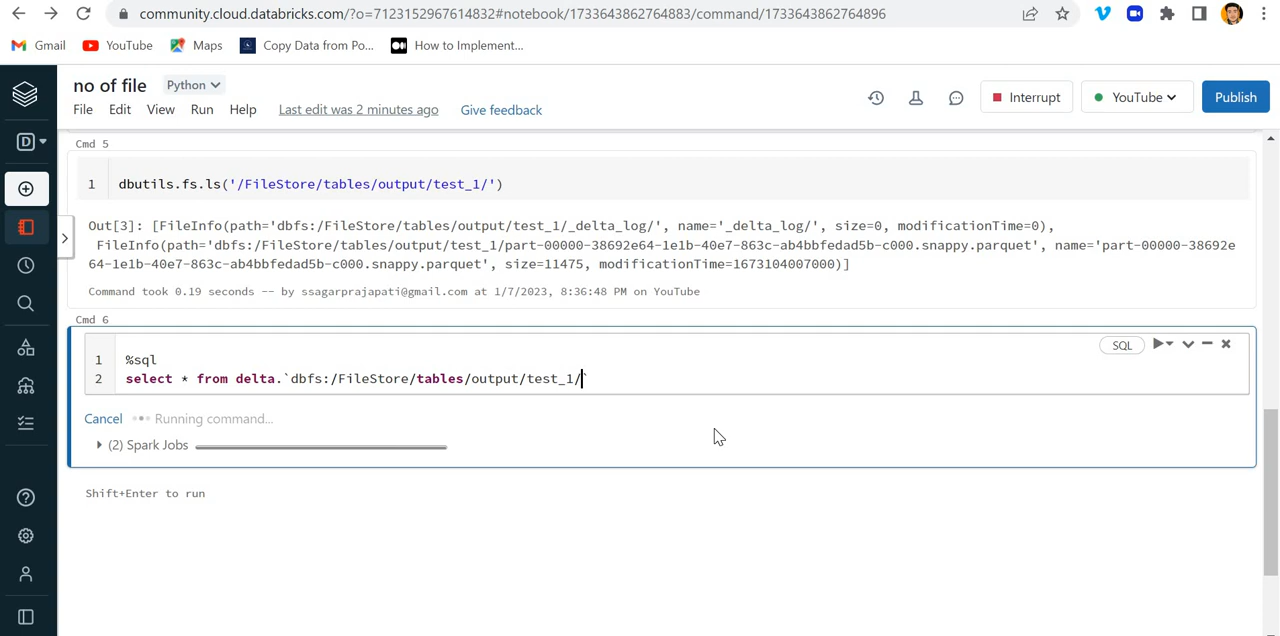 community.cloud.databricks.com/?o=7123152967614832#notebook/1733643862764883/command/1733643862764896
Gmail YouTube Maps Copy Data from Po... How to Implement...
no of file Python
File Edit View Run Help Last edit was 2 minutes ago Give feedback
Interrupt YouTube Publish
D
Cmd 5
1 dbutils.fs.ls('/FileStore/tables/output/test_1/')
Out[3]: [FileInfo(path='dbfs:/FileStore/tables/output/test_1/_delta_log/', name='_delta_log/', size=0, modificationTime=0),
FileInfo(path='dbfs:/FileStore/tables/output/test_1/part-00000-38692e64-1e1b-40e7-863c-ab4bbfedad5b-c000.snappy.parquet', name='part-00000-38692e
64-1e1b-40e7-863c-ab4bbfedad5b-c000.snappy.parquet', size=11475, modificationTime=1673104007000)]
Command took 0.19 seconds -- by ssagarprajapati@gmail.com at 1/7/2023, 8:36:48 PM on YouTube
Cmd 6
SQL
1 %sql
2 select * from delta.`dbfs:/FileStore/tables/output/test_1/`
Cancel Running command...
(2) Spark Jobs
Shift+Enter to run